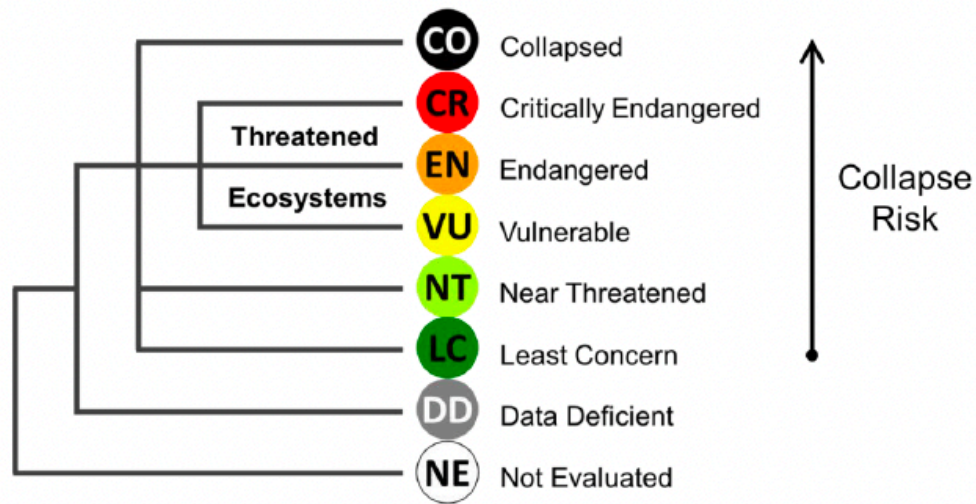 CO Collapsed
CR Critically Endangered
Threatened
EN Endangered
Ecosystems
VU Vulnerable
NT Near Threatened
LC Least Concern
DD Data Deficient
NE Not Evaluated
Collapse
Risk